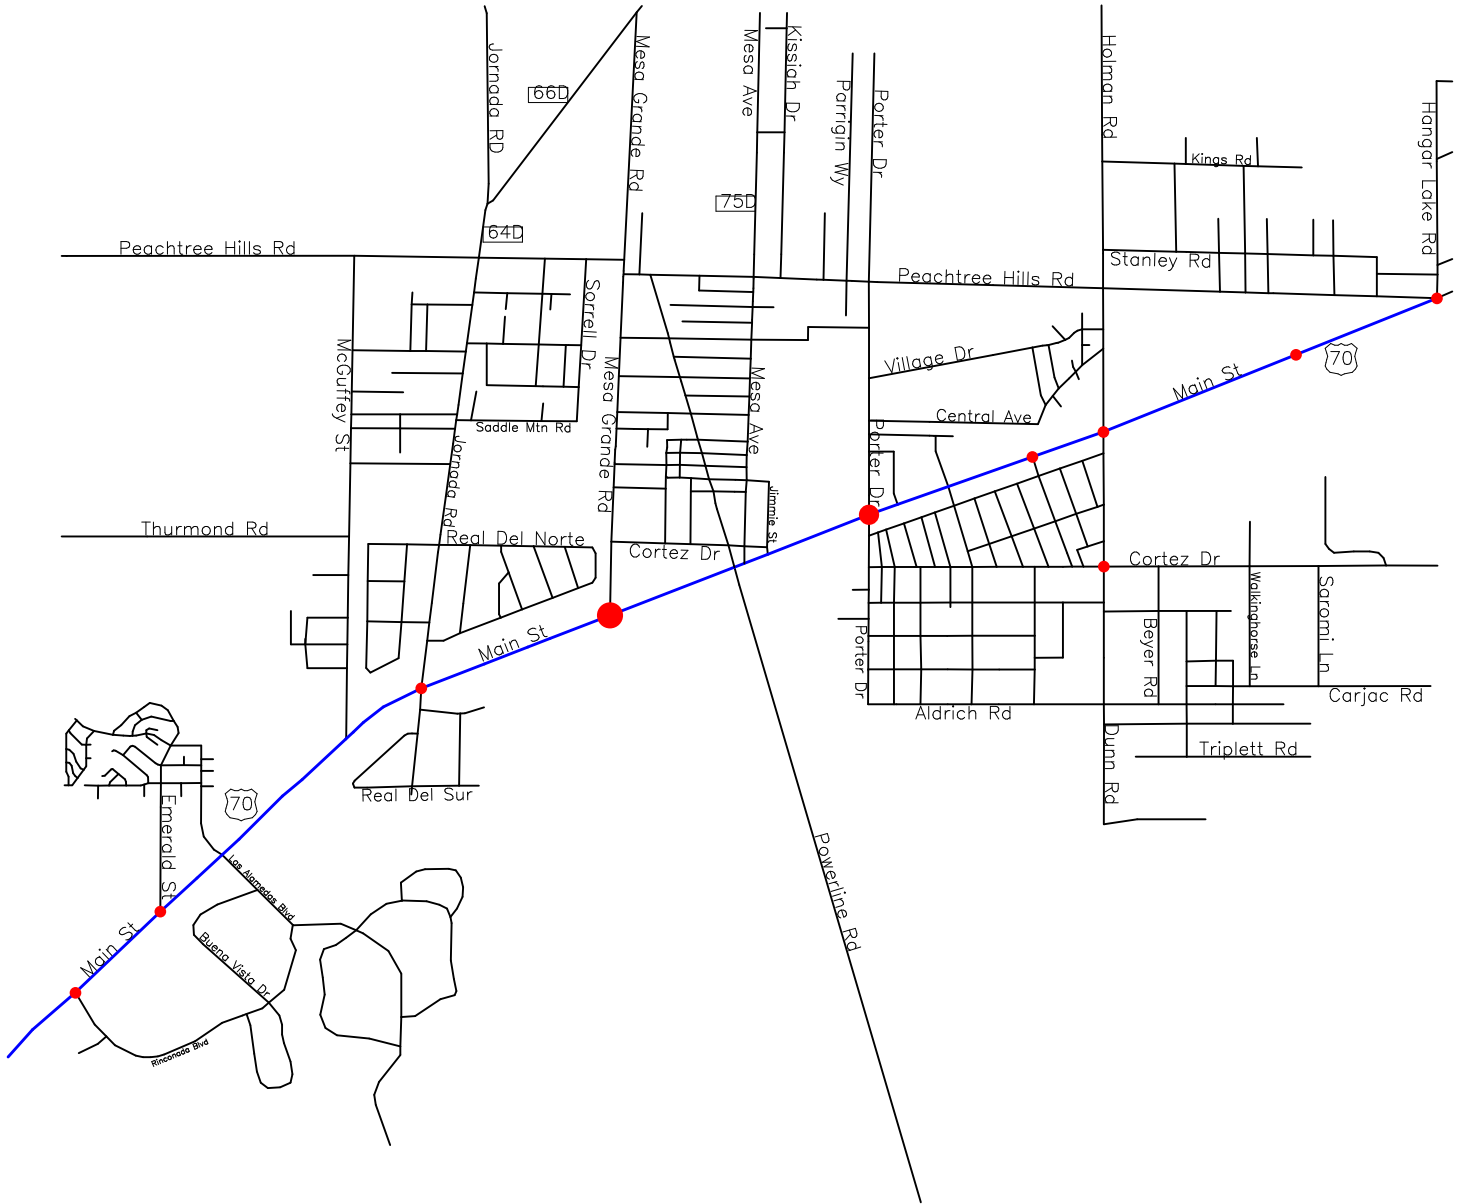 Jornada RD
Mesa Grande Rd
Mesa Ave
Kissiah Dr
Parrigin Wy
Porter Dr
Holman Rd
Hangar Lake Rd
66D
Kings Rd
75D
64D
Peachtree Hills Rd
Stanley Rd
Peachtree Hills Rd
Sorrell Dr
McGuffey St
Mesa Grande Rd
Mesa Ave
Village Dr
Main St
70
Central Ave
Saddle Mtn Rd
Jornada Rd
Porter Dr
Jimmie St
Thurmond Rd
Real Del Norte
Cortez Dr
Cortez Dr
Walkinghorse Ln
Saromi Ln
Beyer Rd
Porter Dr
Main St
Carjac Rd
Aldrich Rd
Dunn Rd
Triplett Rd
Real Del Sur
70
Emerald St
Powerline Rd
Las Alamedas Blvd
Main St
Buena Vista Dr
Rinconada Blvd